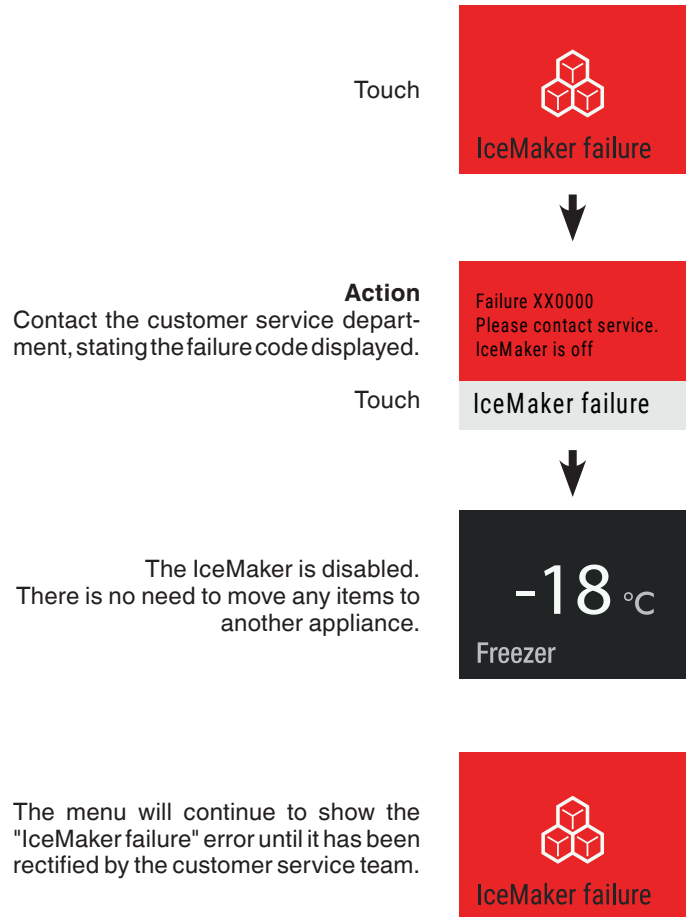 Touch
IceMaker failure
Action
Contact the customer service depart-
ment, stating the failure code displayed.
Failure XX0000
Please contact service.
IceMaker is off
Touch
IceMaker failure
The IceMaker is disabled.
There is no need to move any items to
another appliance.
-18 °C
Freezer
The menu will continue to show the
"IceMaker failure" error until it has been
rectified by the customer service team.
IceMaker failure